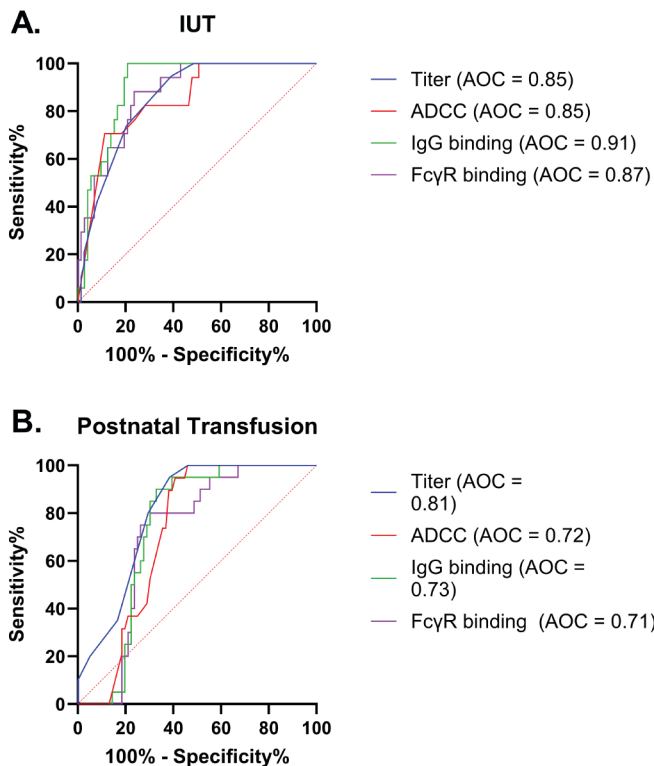 A.
IUT
100
80
60
40
20
0
Sensitivity%
0 20 40 60 80 100
100% - Specificity%
Titer (AOC = 0.85)
ADCC (AOC = 0.85)
IgG binding (AOC = 0.91)
FcγR binding (AOC = 0.87)
B.
Postnatal Transfusion
100
80
60
40
20
0
Sensitivity%
0 20 40 60 80 100
100% - Specificity%
Titer (AOC =
0.81)
ADCC (AOC = 0.72)
IgG binding (AOC =
0.73)
FcγR binding  (AOC = 0.71)